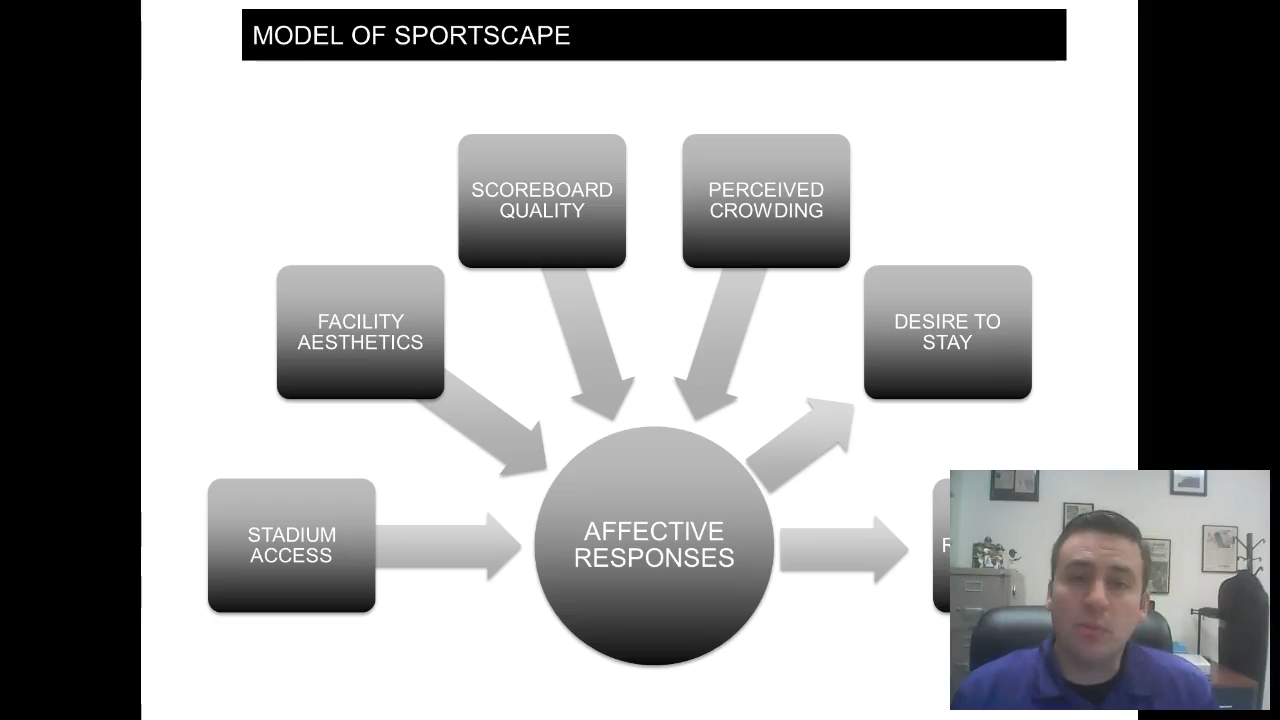 MODEL OF SPORTSCAPE
SCOREBOARD
QUALITY
PERCEIVED
CROWDING
FACILITY
AESTHETICS
DESIRE TO
STAY
STADIUM
ACCESS
AFFECTIVE
RESPONSES